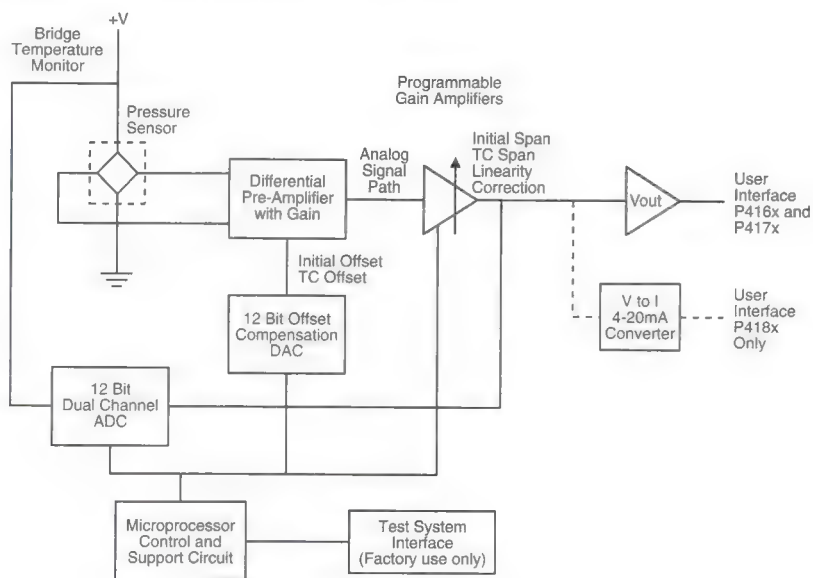 +V
Bridge
Temperature
Monitor
Pressure
Sensor
Programmable
Gain Amplifiers
Differential
Pre-Amplifier
with Gain
Analog
Signal
Path
Initial Span
TC Span
Linearity
Correction
Vout
User
Interface
P416x and
P417x
Initial Offset
TC Offset
12 Bit Offset
Compensation
DAC
V to I
4-20mA
Converter
User
Interface
P418x
Only
12 Bit
Dual Channel
ADC
Microprocessor
Control and
Support Circuit
Test System
Interface
(Factory use only)